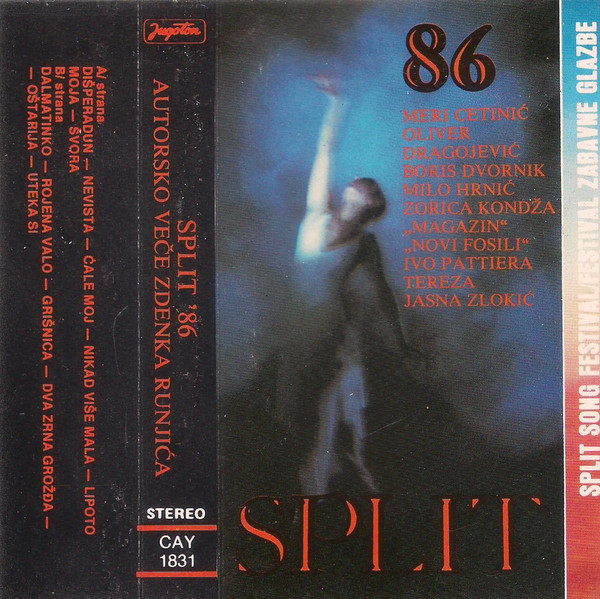 A/ strana
DIŠPERADUN — NEVISTA — ĆALE MOJ — NIKAD VIŠE MALA — LIPOTO
MOJA — ŠVORA
B/ strana
DALMATINKO — ROJENA VALO — GRIŠNICA — DVA ZRNA GROŽĐA —
— OŠTARIJA — UTEKA SI
Jugoton
SPLIT '86
AUTORSKO VEČE ZDENKA RUNJIĆA
STEREO
CAY
1831
86
MERI CETINIĆ
OLIVER
DRAGOJEVIĆ
BORIS DVORNIK
MILO HRNIĆ
ZORICA KONDŽA
„MAGAZIN“
„NOVI FOSILI“
IVO PATTIERA
TEREZA
JASNA ZLOKIĆ
SPLIT
SPLIT SONG FESTIVAL/FESTIVAL ZABAVNE GLAZBE